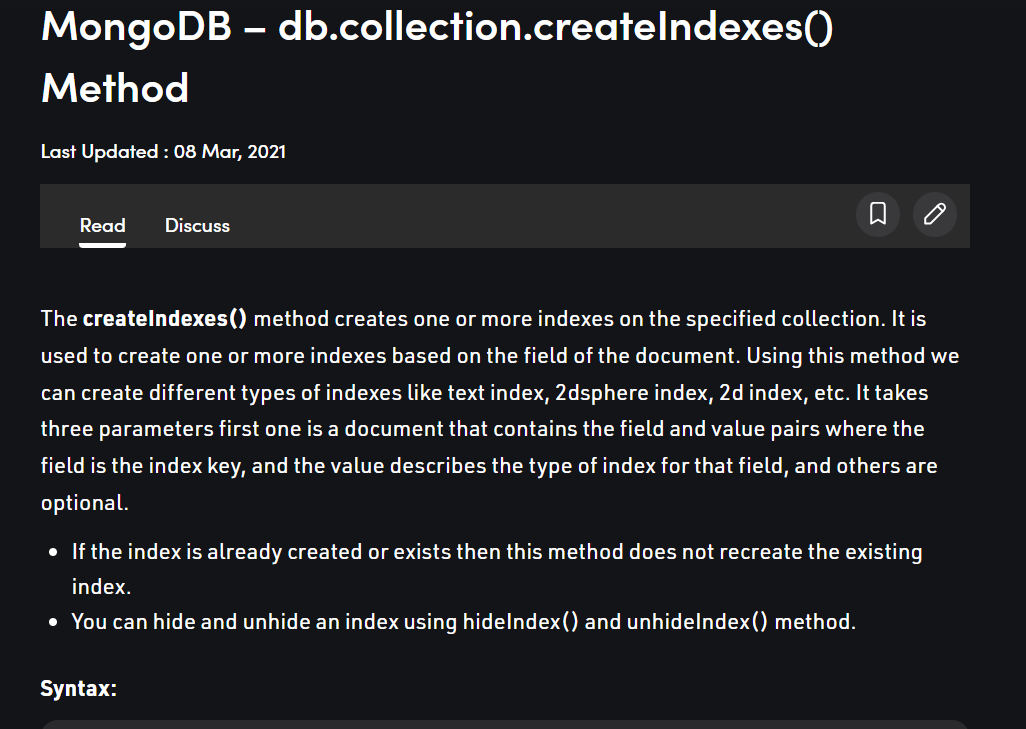 MongoDB – db.collection.createIndexes()
Method
Last Updated : 08 Mar, 2021
Read Discuss
The createIndexes() method creates one or more indexes on the specified collection. It is
used to create one or more indexes based on the field of the document. Using this method we
can create different types of indexes like text index, 2dsphere index, 2d index, etc. It takes
three parameters first one is a document that contains the field and value pairs where the
field is the index key, and the value describes the type of index for that field, and others are
optional.
• If the index is already created or exists then this method does not recreate the existing
index.
• You can hide and unhide an index using hideIndex() and unhideIndex() method.
Syntax: